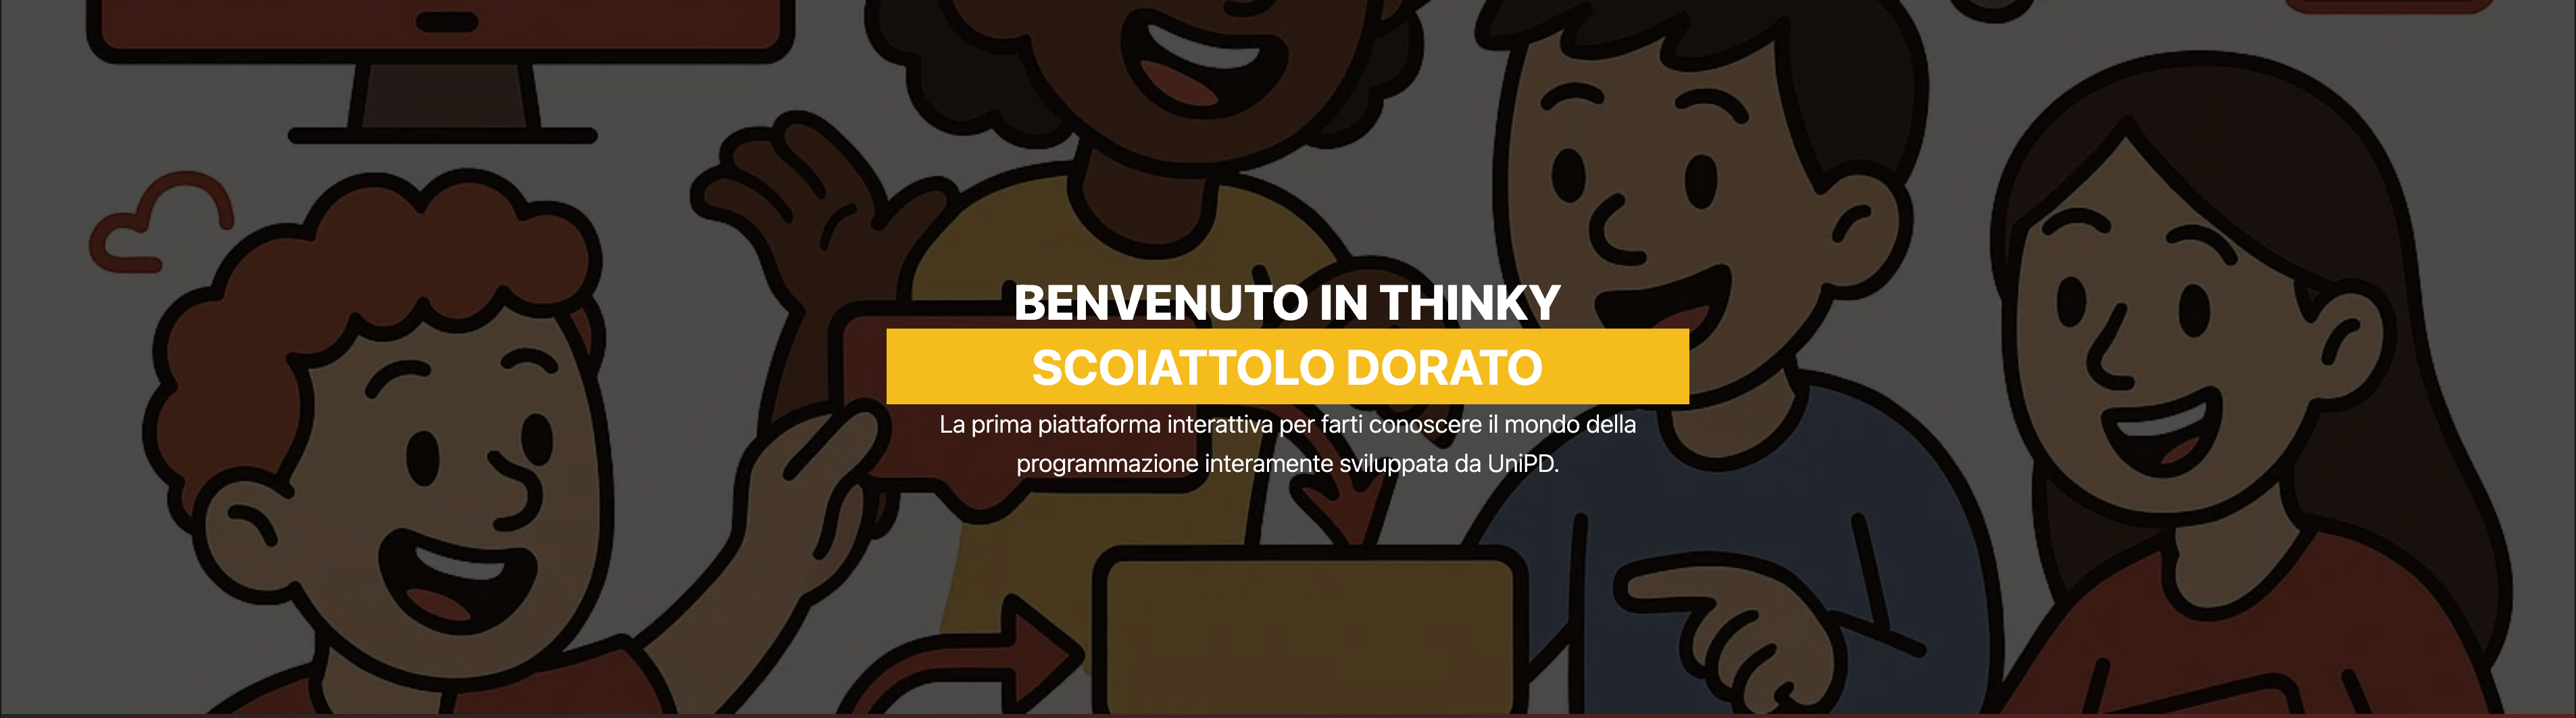 BENVENUTO IN THINKY
SCOIATTOLO DORATO
La prima piattaforma interattiva per farti conoscere il mondo della
programmazione interamente sviluppata da UniPD.